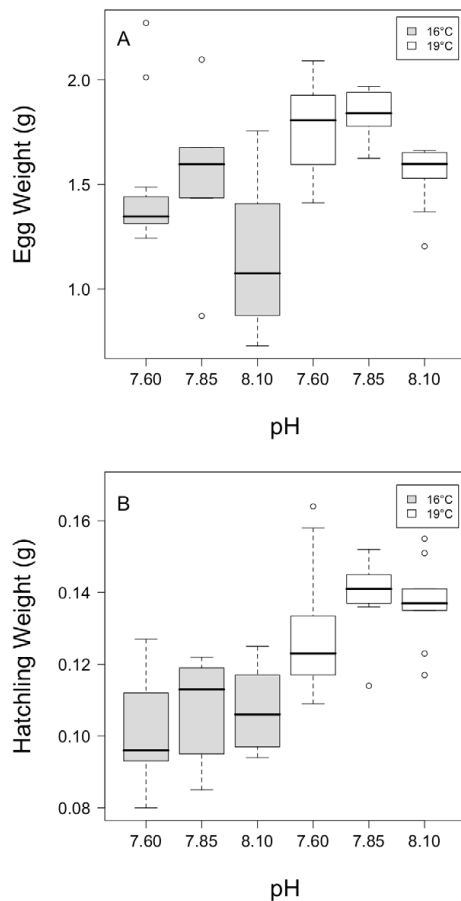 A
16°C
19°C
Egg Weight (g)
2.0
1.5
1.0
7.60 7.85 8.10 7.60 7.85 8.10
pH
B
16°C
19°C
Hatchling Weight (g)
0.16
0.14
0.12
0.10
0.08
7.60 7.85 8.10 7.60 7.85 8.10
pH